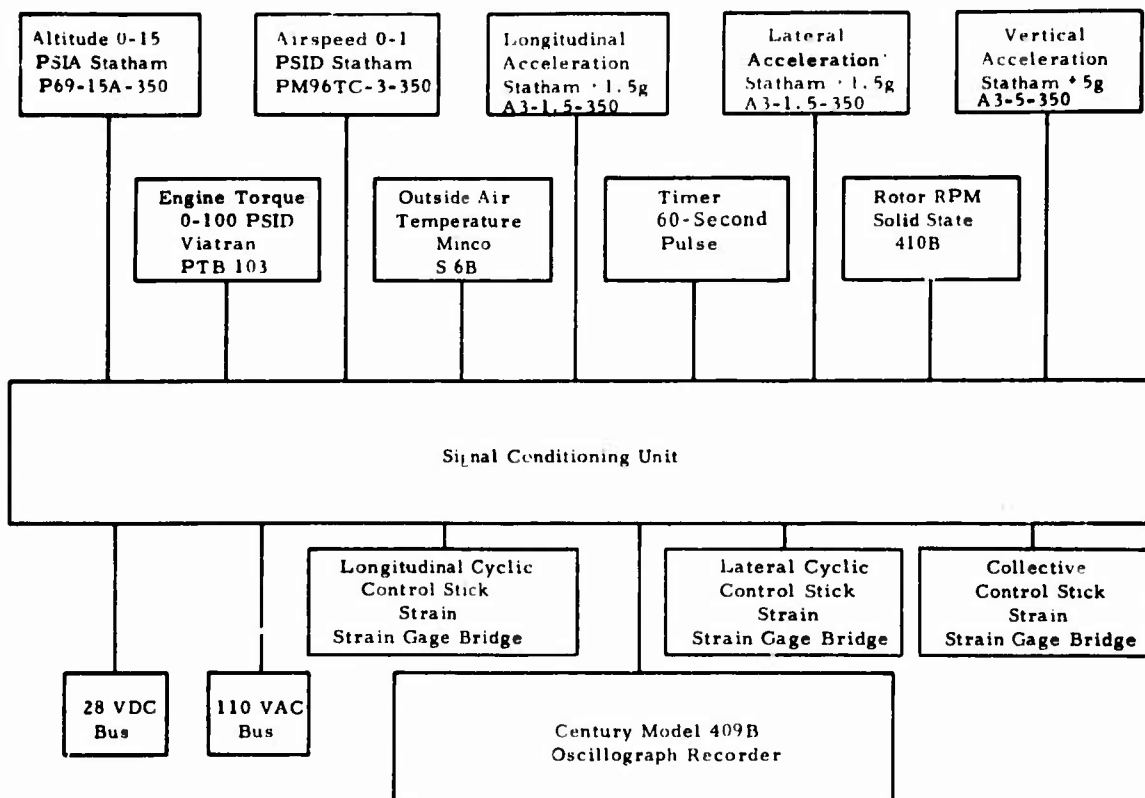 Altitude 0-15
PSIA Statham
P69-15A-350
Airspeed 0-1
PSID Statham
PM96TC-3-350
Longitudinal
Acceleration
Statham + 1.5g
A3-1.5-350
Lateral
Acceleration
Statham + 1.5g
A3-1.5-350
Vertical
Acceleration
Statham + 5g
A3-5-350
Engine Torque
0-100 PSID
Viatran
PTB 103
Outside Air
Temperature
Minco
S 6B
Timer
60-Second
Pulse
Rotor RPM
Solid State
410B
Signal Conditioning Unit
Longitudinal Cyclic
Control Stick
Strain
Strain Gage Bridge
Lateral Cyclic
Control Stick
Strain
Strain Gage Bridge
Collective
Control Stick
Strain
Strain Gage Bridge
28 VDC
Bus
110 VAC
Bus
Century Model 409B
Oscillograph Recorder